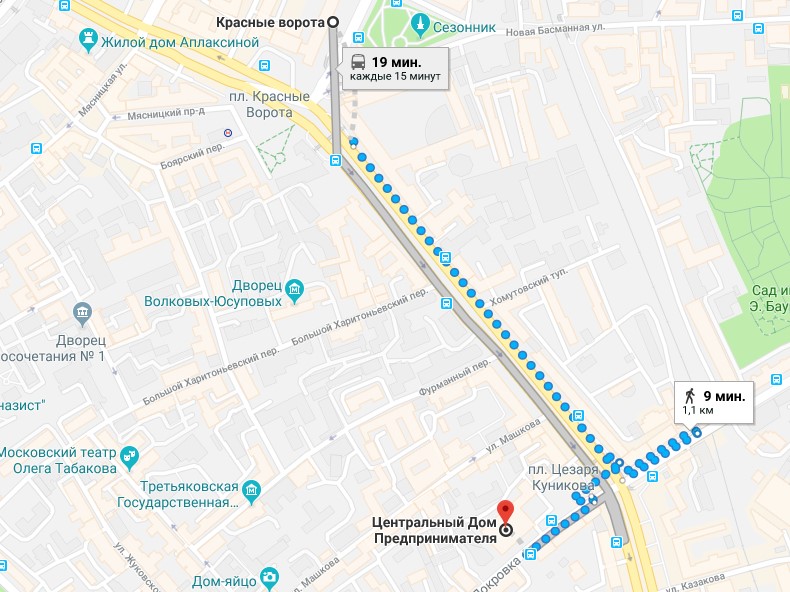 Красные ворота
Сезонник
Новая Басманная ул.
Жилой дом Аплаксиной
19 мин.
каждые 15 минут
Мясницкая ул.
пл. Красные
Ворота
Мясницкий пр-д
Боярский пер.
Дворец
Волковых-Юсуповых
Хомутовский туп.
Сад и
Э. Бау
Большой Харитоньевский пер.
Дворец
осочетания № 1
Большой Харитоньевский пер.
Фурманный пер.
9 мин.
1,1 км
назист"
ул. Машкова
Московский театр
Олега Табакова
пл. Цезаря
Куникова
Третьяковская
Государственная...
Центральный Дом
Предпринимателя
ул. Жуковского
ул. Машкова
Покровка
Дом-яйцо
ул. Казакова